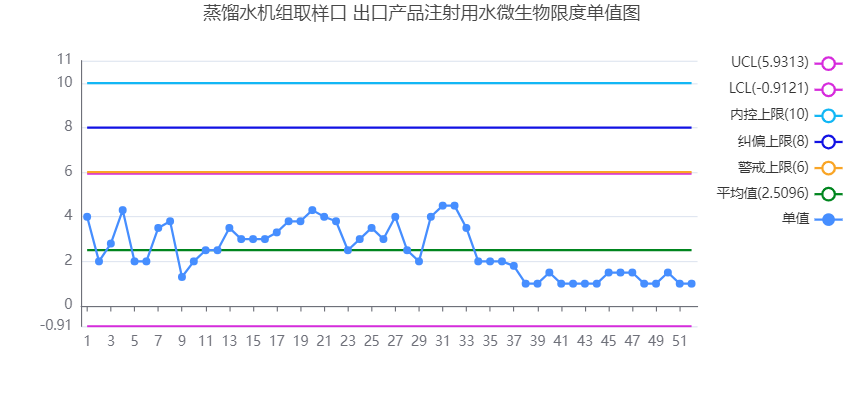 蒸馏水机组取样口 出口产品注射用水微生物限度单值图
UCL(5.9313)
LCL(-0.9121)
内控上限(10)
纠偏上限(8)
警戒上限(6)
平均值(2.5096)
单值
11
10
8
6
4
2
0
-0.91
1 3 5 7 9 11 13 15 17 19 21 23 25 27 29 31 33 35 37 39 41 43 45 47 49 51